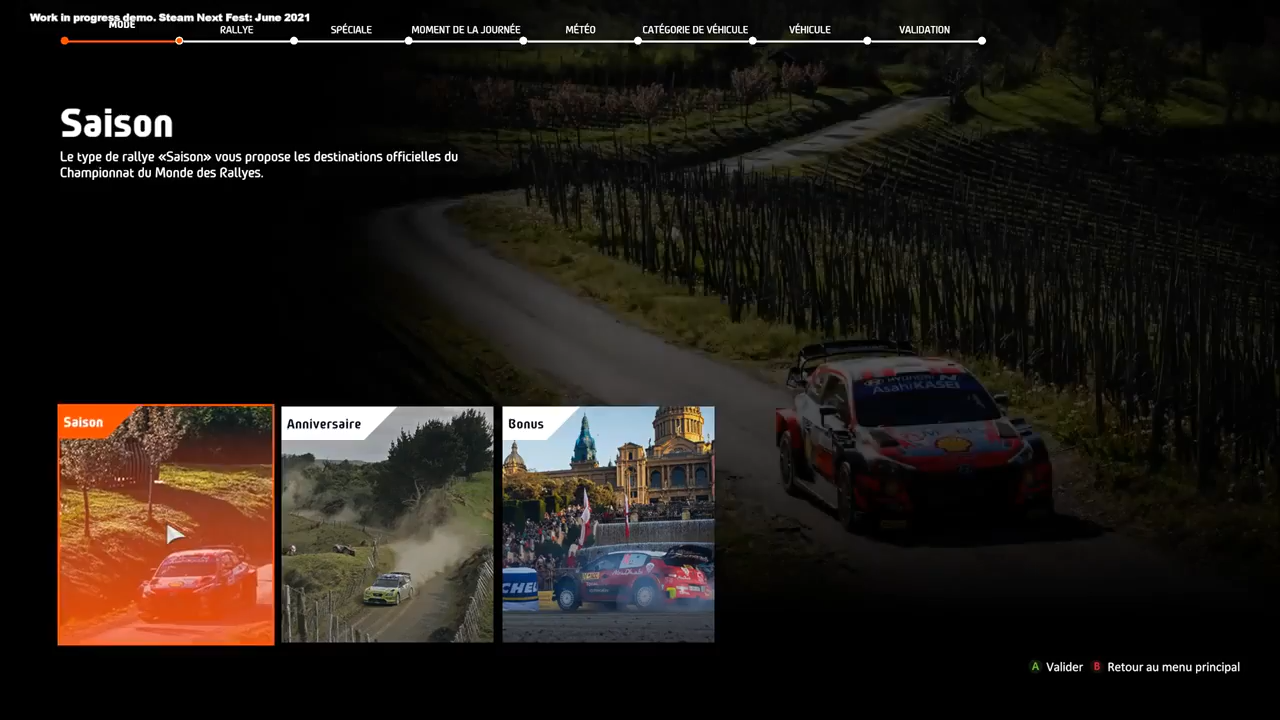 Work in progress demo. Steam Next Fest: June 2021
MODE
RALLYE
SPÉCIALE
MOMENT DE LA JOURNÉE
MÉTÉO
CATÉGORIE DE VÉHICULE
VÉHICULE
VALIDATION
Saison
Le type de rallye «Saison» vous propose les destinations officielles du
Championnat du Monde des Rallyes.
AsahiKASEI
Saison
Anniversaire
Bonus
CHEL
A Valider
B Retour au menu principal